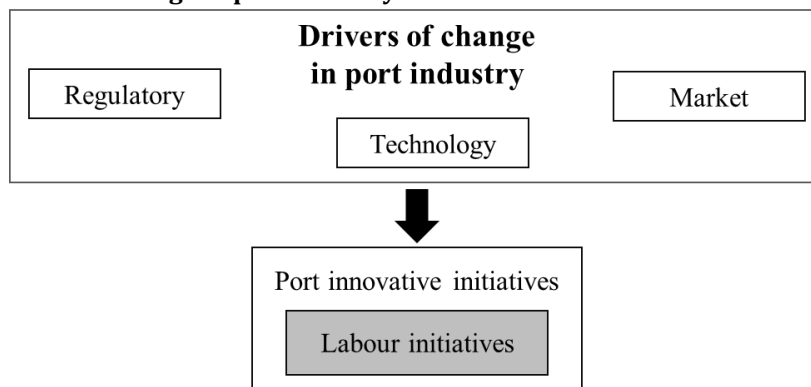 Drivers of change
in port industry
Regulatory
Market
Technology
Port innovative initiatives
Labour initiatives